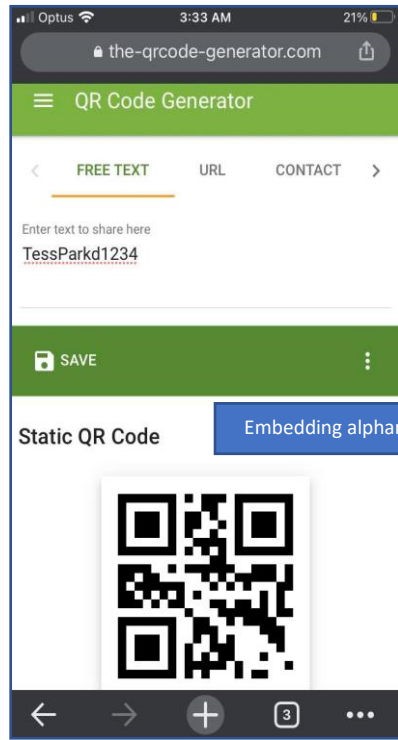 Optus 3:33 AM 21%
the-qrcode-generator.com
QR Code Generator
FREE TEXT URL CONTACT
Enter text to share here
TessParkd1234
SAVE
Static QR Code
Embedding alphar
3